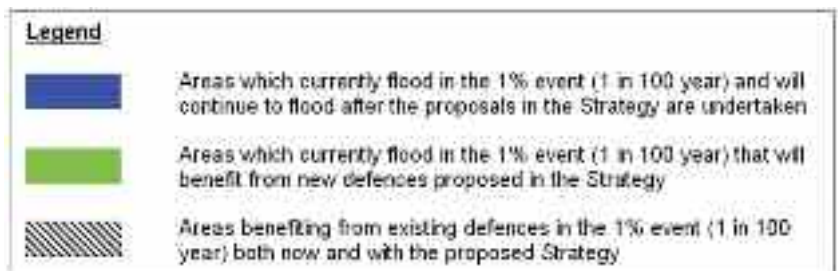 Legend
Areas which currently flood in the 1% event (1 in 100 year) and will
continue to flood after the proposals in the Strategy are undertaken
Areas which currently flood in the 1% event (1 in 100 year) that will
benefit from new defences proposed in the Strategy
Areas benefiting from existing defences in the 1% event (1 in 100
year) both now and with the proposed Strategy